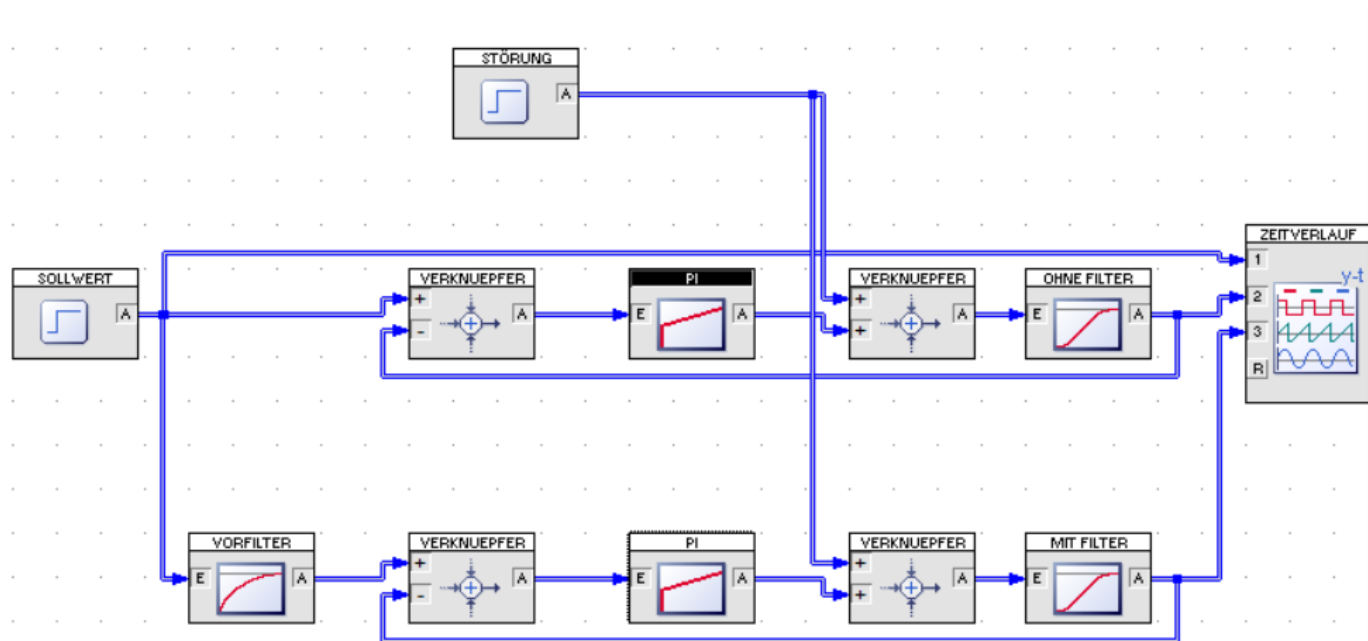 STÖRUNG
A
ZEITVERLAUF
SOLLWERT
A
VERKNUEPFER
+
-
A
PI
E
A
VERKNUEPFER
+
+
A
OHNE FILTER
E
A
1
2
3
R
y-t
VORFILTER
E
A
VERKNUEPFER
+
-
A
PI
E
A
VERKNUEPFER
+
+
A
MIT FILTER
E
A